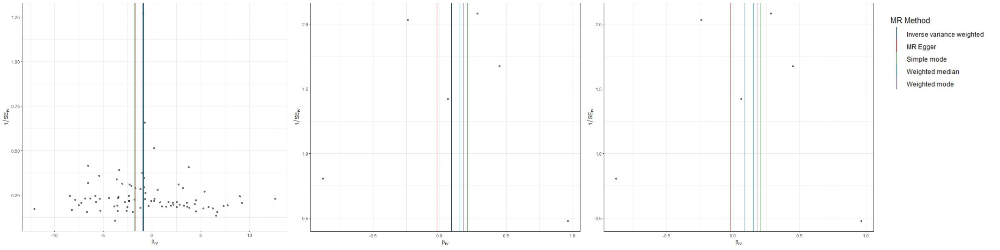 1.25
1.00
0.75
0.50
0.25
1/SE_IV
-10 -5 0 5 10
β_IV
2.0
1.5
1.0
0.5
1/SE_IV
-0.5 0.0 0.5 1.0
β_IV
2.0
1.5
1.0
0.5
1/SE_IV
-0.5 0.0 0.5 1.0
β_IV
MR Method
Inverse variance weighted
MR Egger
Simple mode
Weighted median
Weighted mode